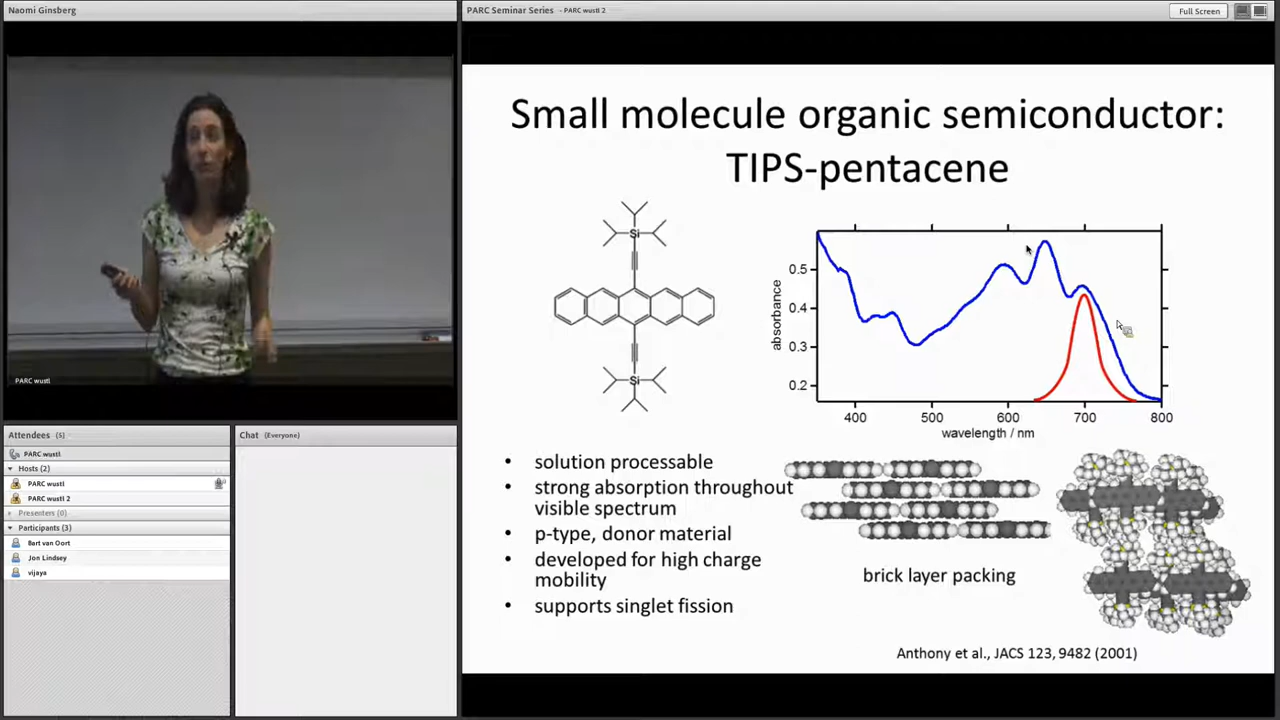 Naomi Ginsberg
PARC Seminar Series - PARC wustl 2
Full Screen
PARC wustl
Attendees (5)
PARC wustl
Hosts (2)
PARC wustl
PARC wustl 2
Presenters (0)
Participants (3)
Bart van Oort
Jon Lindsey
vijaya
Chat (Everyone)
Small molecule organic semiconductor:
TIPS-pentacene
Si
Si
absorbance
0.5
0.4
0.3
0.2
400 500 600 700 800
wavelength / nm
• solution processable
• strong absorption throughout
visible spectrum
• p-type, donor material
• developed for high charge
mobility
• supports singlet fission
brick layer packing
Anthony et al., JACS 123, 9482 (2001)